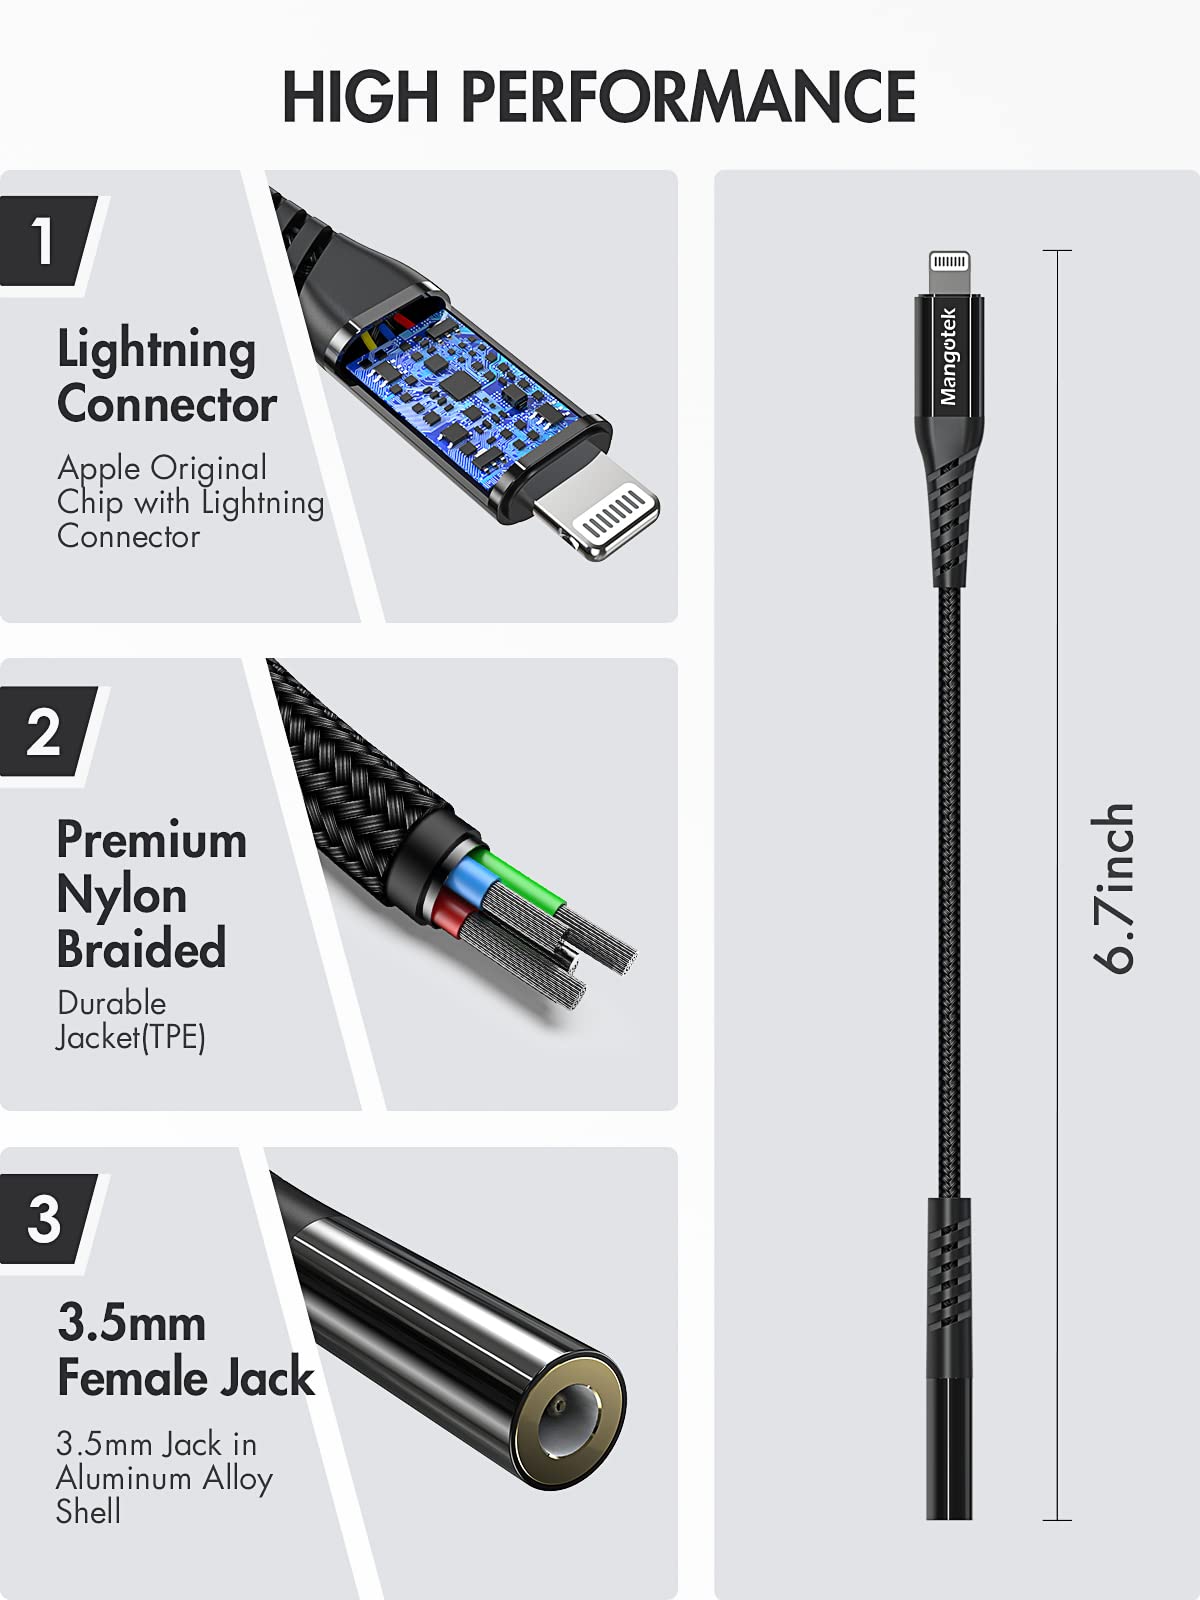 HIGH PERFORMANCE
1
Lightning
Connector
Apple Original
Chip with Lightning
Connector
2
Premium
Nylon
Braided
Durable
Jacket(TPE)
3
3.5mm
Female Jack
3.5mm Jack in
Aluminum Alloy
Shell
Mangotek
6.7inch